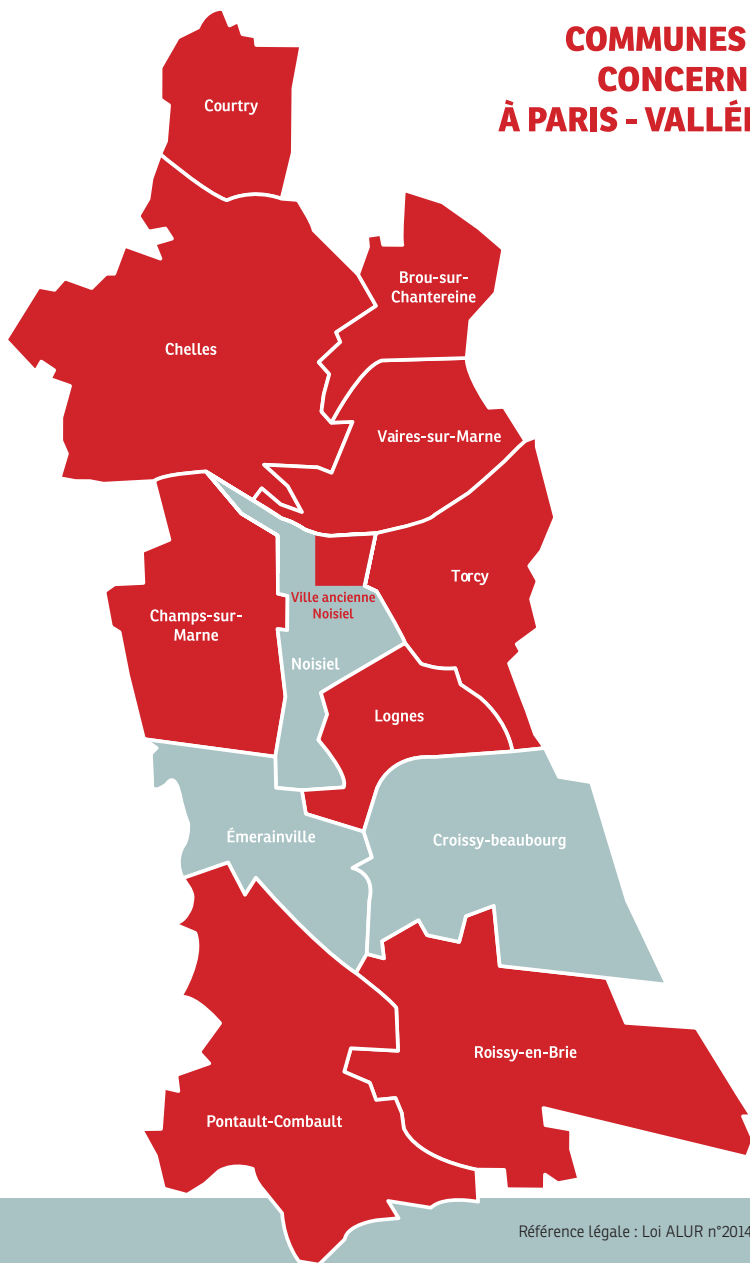 COMMUNES
CONCERN
À PARIS - VALLÉE
Courtry
Brou-sur-
Chantereine
Chelles
Vaires-sur-Marne
Torcy
Ville ancienne
Noisiel
Champs-sur-
Marne
Noisiel
Lognes
Émerainville
Croissy-beaubourg
Roissy-en-Brie
Pontault-Combault
Référence légale : Loi ALUR n°2014